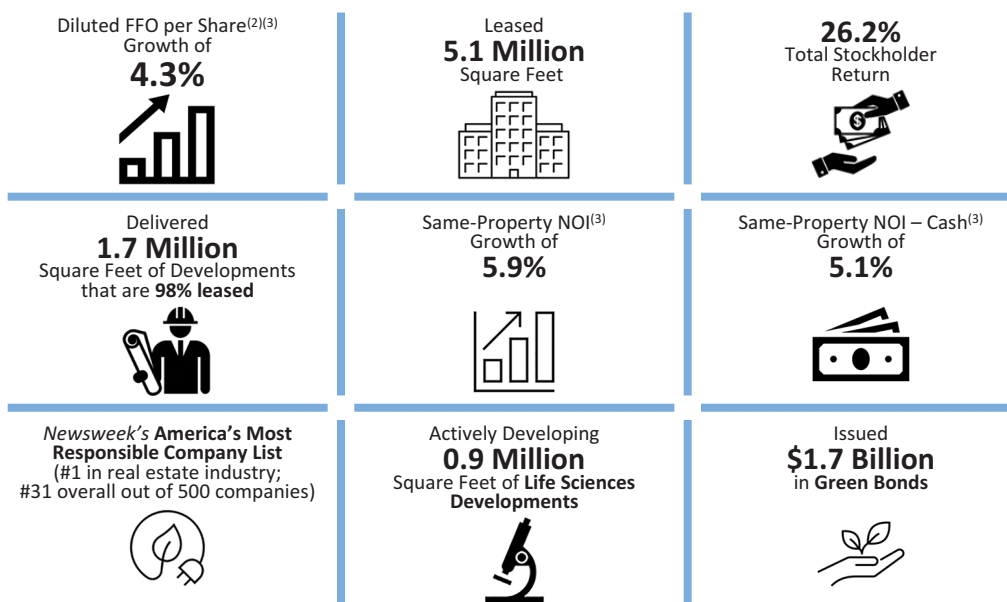 Diluted FFO per Share(2)(3)
Growth of
4.3%
Leased
5.1 Million
Square Feet
26.2%
Total Stockholder
Return
$
Delivered
1.7 Million
Square Feet of Developments
that are 98% leased
Same-Property NOI(3)
Growth of
5.9%
Same-Property NOI – Cash(3)
Growth of
5.1%
Newsweek's America's Most
Responsible Company List
(#1 in real estate industry;
#31 overall out of 500 companies)
Actively Developing
0.9 Million
Square Feet of Life Sciences
Developments
Issued
$1.7 Billion
in Green Bonds